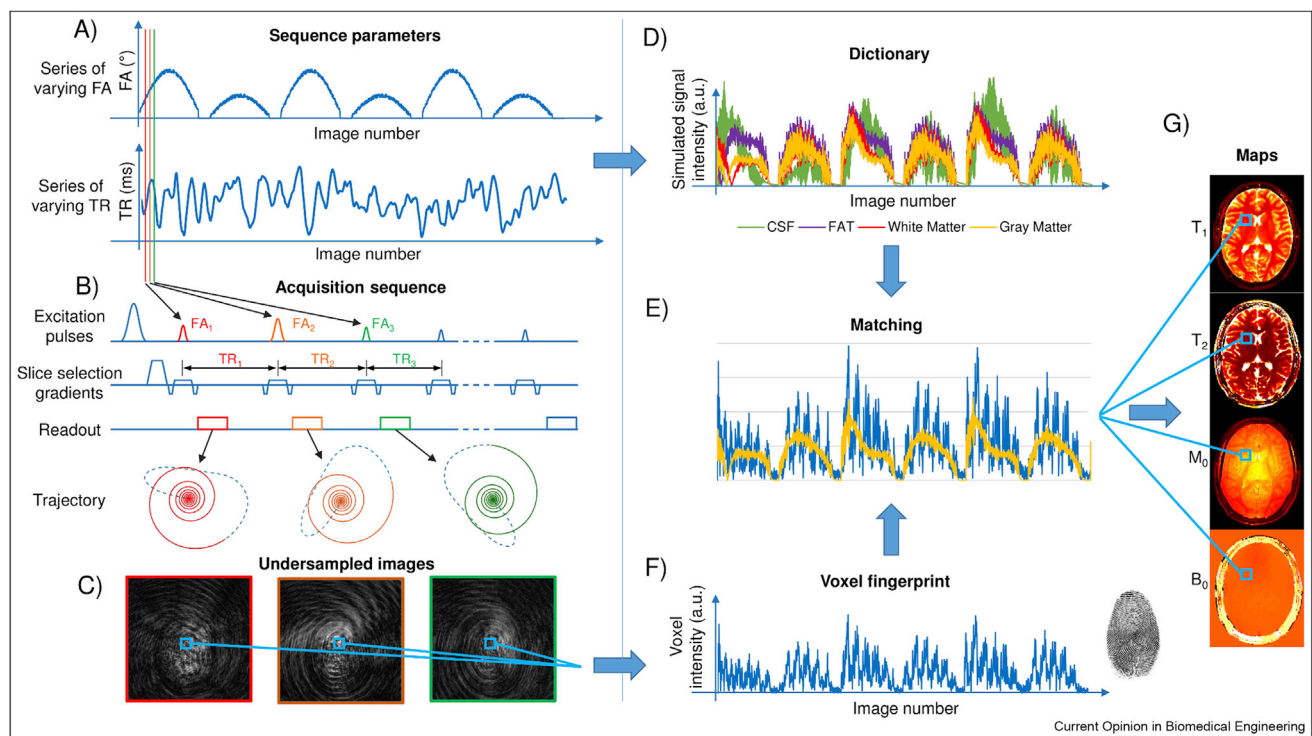 A)
Sequence parameters
Series of
varying FA
FA (°)
Image number
Series of
varying TR
TR (ms)
Image number
B)
Acquisition sequence
Excitation
pulses
FA₁
FA₂
FA₃
Slice selection
gradients
TR₁
TR₂
TR₃
Readout
Trajectory
C)
Undersampled images
D)
Dictionary
Simulated signal
intensity (a.u.)
Image number
CSF
FAT
White Matter
Gray Matter
E)
Matching
F)
Voxel fingerprint
Voxel
intensity (a.u.)
Image number
G)
Maps
T₁
T₂
M₀
B₀
Current Opinion in Biomedical Engineering